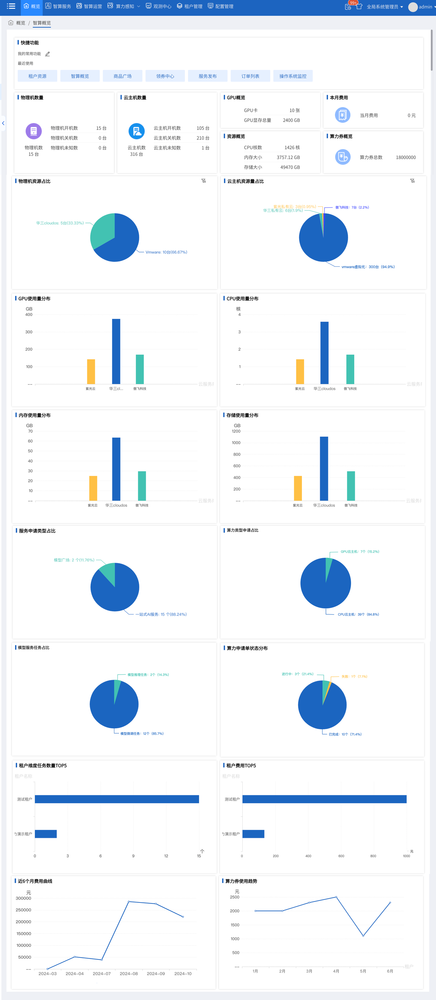 概览 智算服务 智算运营 算力感知 观测中心 租户管理 配置管理 99+ 全局系统管理员 admin
概览 / 智算概览
快捷功能
我的常用功能
最近使用
租户资源 智算概览 商品广场 领券中心 服务发布 订单列表 操作系统监控
物理机数量
物理机数
15 台
物理机开机数 15 台
物理机关机数 0 台
物理机未知数 0 台
云主机数量
云主机数
316 台
云主机开机数 105 台
云主机关机数 210 台
云主机未知数 1 台
GPU概览
GPU卡 10 张
GPU显存总量 2400 GB
本月费用
当月费用 0 元
资源概览
CPU核数 1426 核
内存大小 3757.12 GB
存储大小 49470 GB
算力券概览
算力券总数 18000000
物理机资源占比
华三cloudos: 5台(33.33%)
Vmware: 10台(66.67%)
云主机资源量占比
紫光私有云: 3台(0.95%)
傲飞科技：7台（2.2%）
华三私有云: 6台(1.9%)
vmware虚拟化：300台（94.9%）
GPU使用量分布
GB
400
300
200
100
--
云服务
紫光云 华三cl... 傲飞科技
CPU使用量分布
核
4
3
2
1
--
云服务
紫光云 华三cloudos 傲飞科技
内存使用量分布
GB
70
60
50
40
30
20
10
--
云服务
紫光云 华三cloudos 傲飞科技
存储使用量分布
GB
1200
1000
800
600
400
200
--
云服务
紫光云 华三cloudos 傲飞科技
服务申请类型占比
模型广场: 2 个(11.76%)
一站式AI服务: 15 个(88.24%)
算力类型申请占比
GPU云主机：7个（15.2%）
CPU云主机：39个（84.8%）
模型服务任务占比
模型推理任务：2个（14.3%）
模型微调任务：12个（85.7%）
算力申请单状态分布
进行中：3个（21.4%）
失败：1个（7.1%）
已完成：10个（71.4%）
租户维度任务数量TOP5
租户名称
测试租户
演示租户
个
0 3 6 9 12 15
租户费用TOP5
租户名称
测试租户
演示租户
元
0 200 400 600 800 1000
近6个月费用曲线
元
300000
250000
200000
150000
100000
50000
--
2024-03 2024-04 2024-07 2024-08 2024-09 2024-10
算力券使用趋势
元
2500
2000
1500
1000
500
--
租户
1月 2月 3月 4月 5月 6月